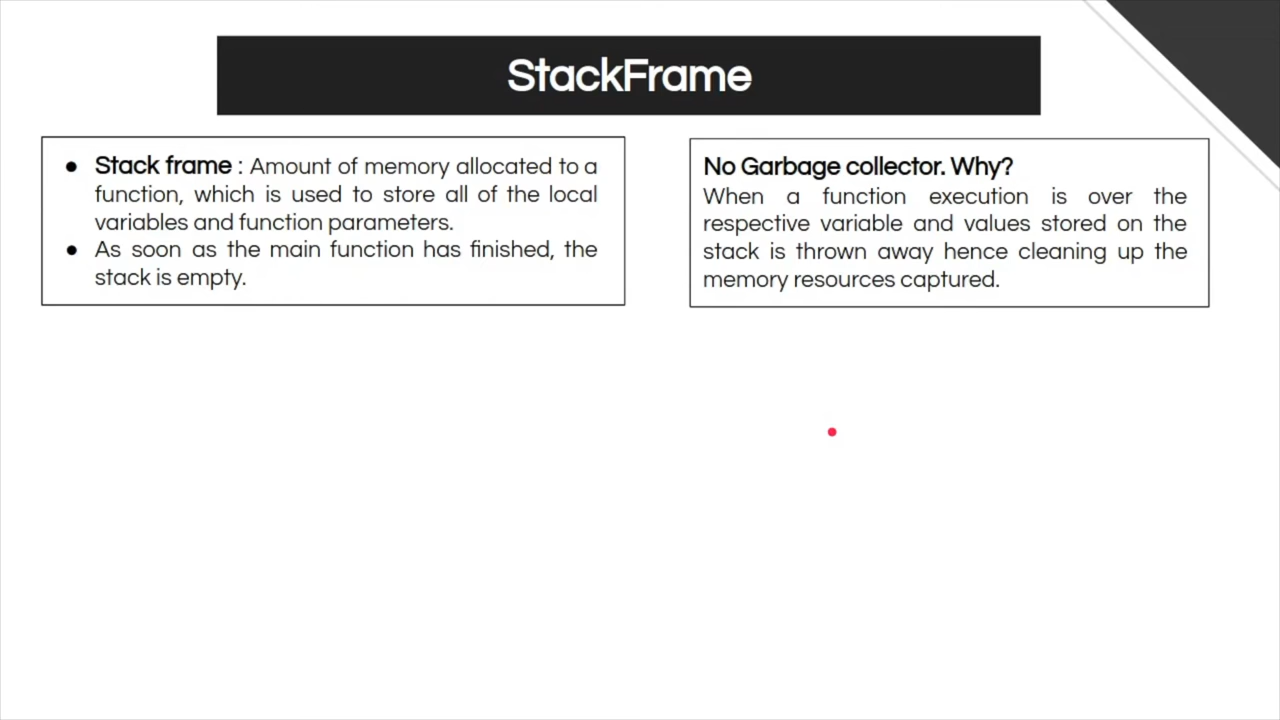 StackFrame
● Stack frame : Amount of memory allocated to a
function, which is used to store all of the local
variables and function parameters.
● As soon as the main function has finished, the
stack is empty.
No Garbage collector. Why?
When a function execution is over the
respective variable and values stored on the
stack is thrown away hence cleaning up the
memory resources captured.